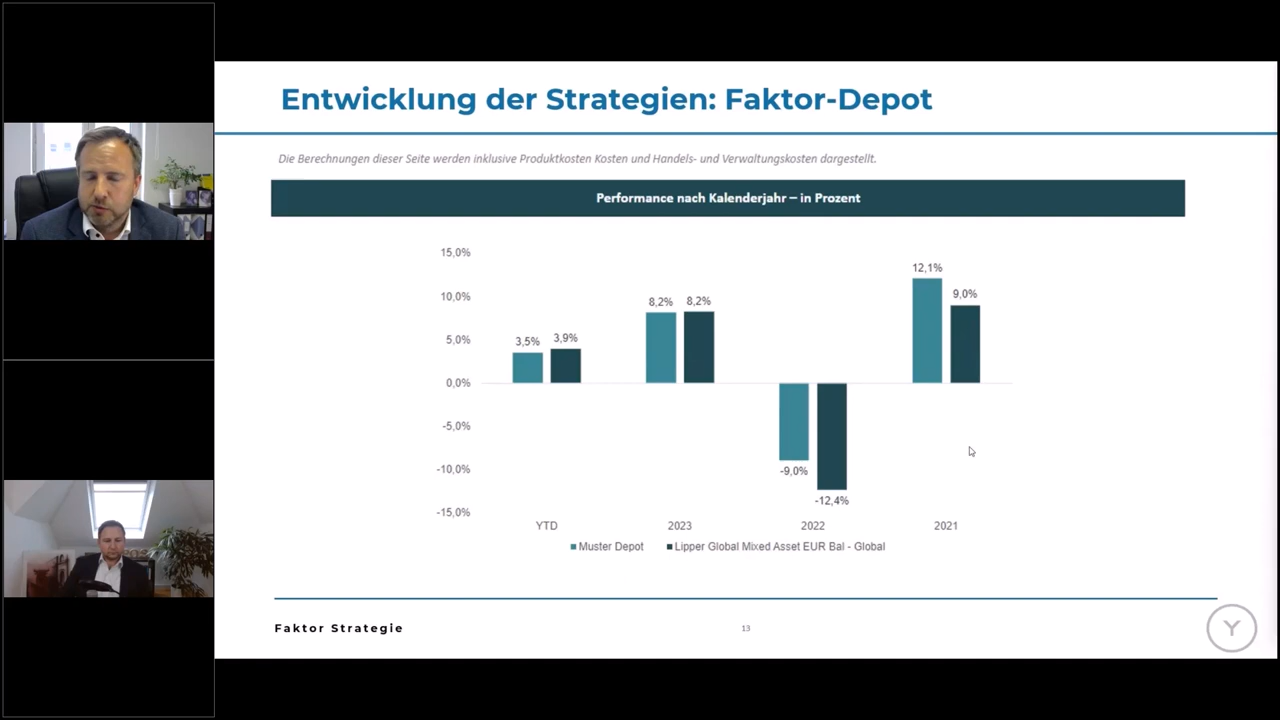 Entwicklung der Strategien: Faktor-Depot
Die Berechnungen dieser Seite werden inklusive Produktkosten Kosten und Handels- und Verwaltungskosten dargestellt.
Performance nach Kalenderjahr – in Prozent
15,0%
10,0%
5,0%
0,0%
-5,0%
-10,0%
-15,0%
3,5%
3,9%
8,2%
8,2%
-9,0%
-12,4%
12,1%
9,0%
YTD 2023 2022 2021
Muster Depot Lipper Global Mixed Asset EUR Bal - Global
Faktor Strategie
13
Y